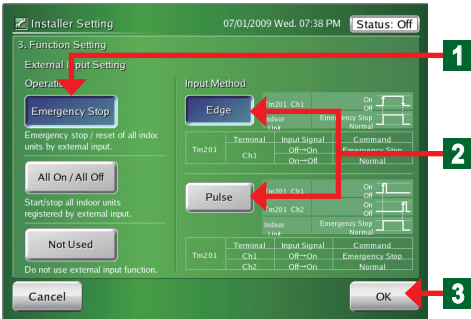 Installer Setting
07/01/2009 Wed. 07:38 PM
Status: Off
3. Function Setting
External Input Setting
Operation
Emergency Stop
Emergency stop / reset of all indoor
units by external input.
All On / All Off
Start/stop all indoor units
registered by external input.
Not Used
Do not use external input function.
Input Method
Edge
Tm201 Ch1
On
Off
Indoor
Unit
Emergency Stop
Normal
Terminal Input Signal Command
Tm201
Ch1
Off→On Emergency Stop
On→Off Normal
Pulse
Tm201 Ch1
On
Off
Tm201 Ch2
On
Off
Indoor
Unit
Emergency Stop
Normal
Terminal Input Signal Command
Tm201
Ch1 Off→On Emergency Stop
Ch2 Off→On Normal
Cancel
OK
1
2
3